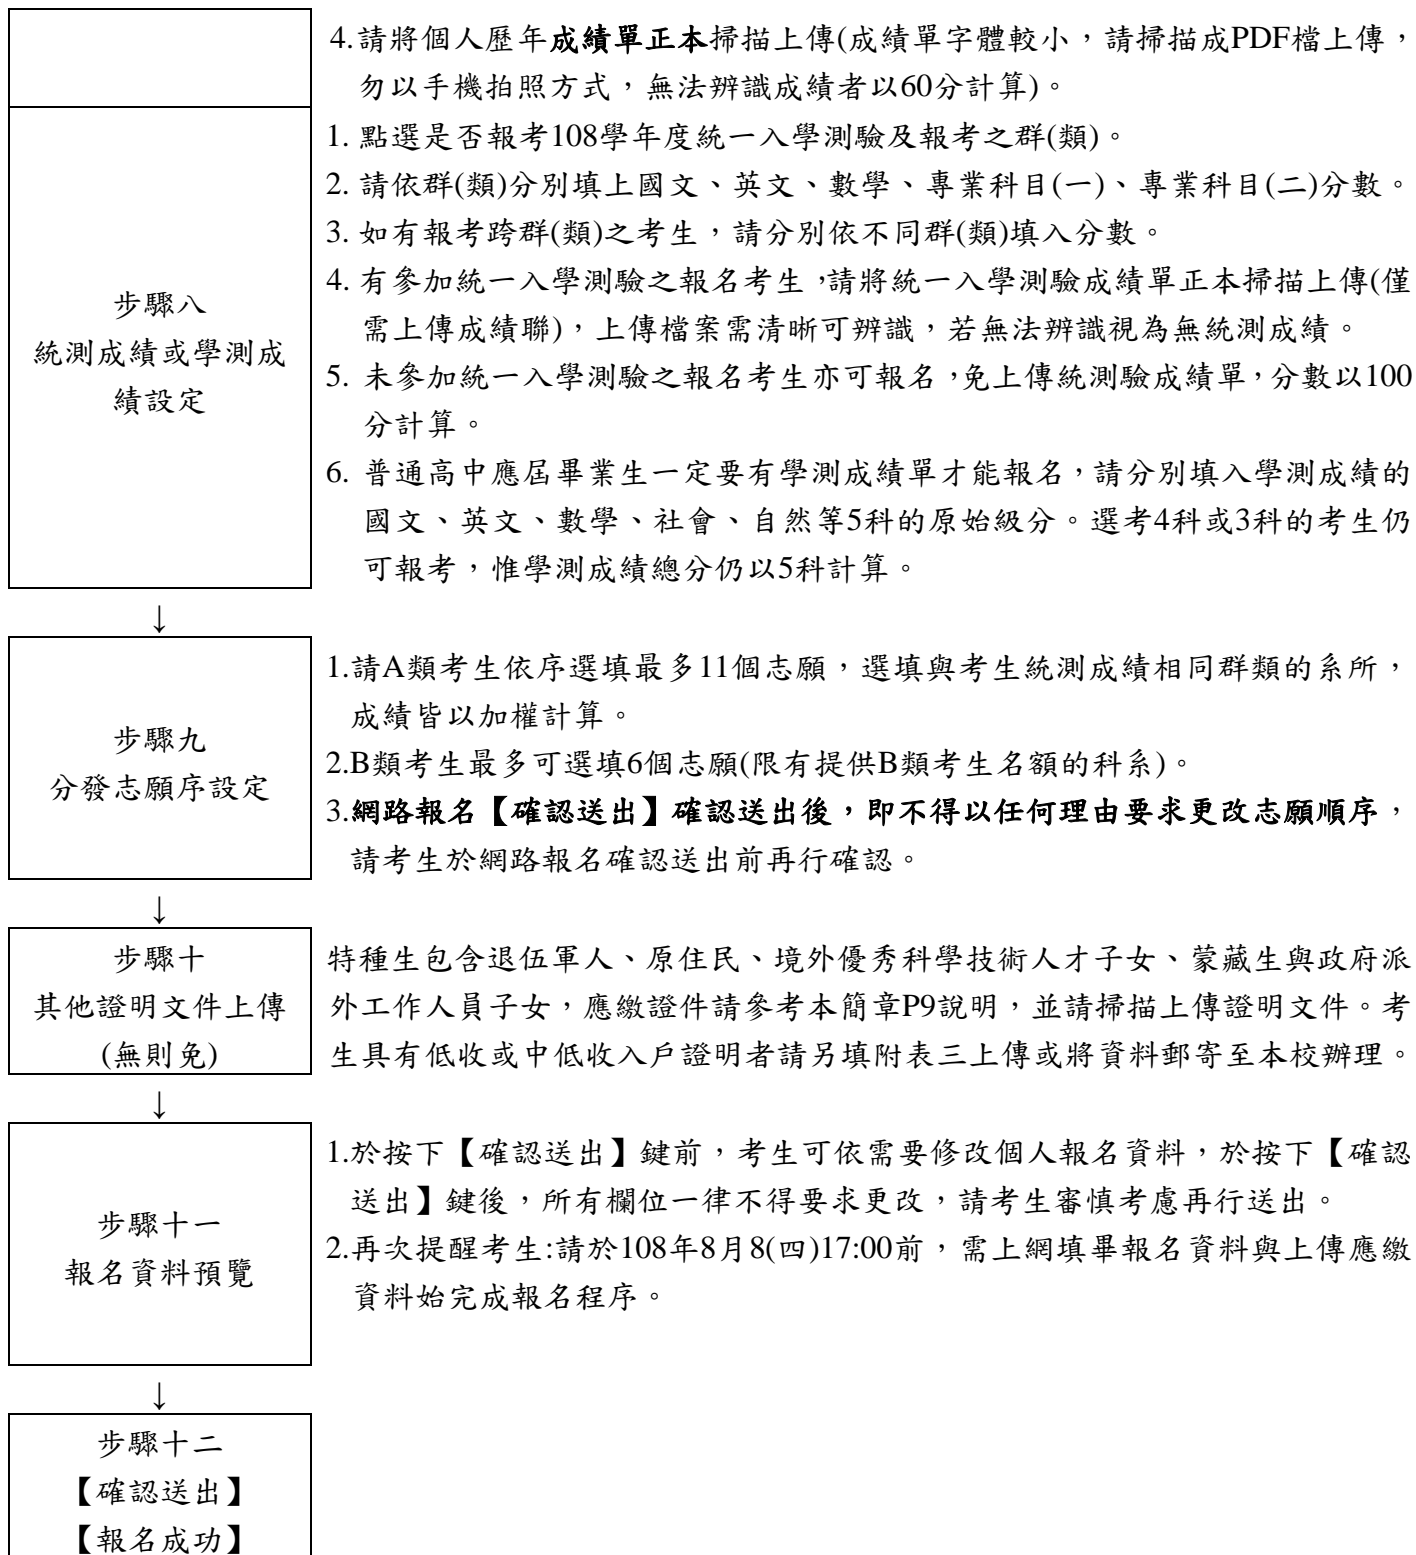 4.請將個人歷年成績單正本掃描上傳(成績單字體較小，請掃描成PDF檔上傳，
勿以手機拍照方式，無法辨識成績者以60分計算)。
步驟八
統測成績或學測成
績設定
1. 點選是否報考108學年度統一入學測驗及報考之群(類)。
2. 請依群(類)分別填上國文、英文、數學、專業科目(一)、專業科目(二)分數。
3. 如有報考跨群(類)之考生，請分別依不同群(類)填入分數。
4. 有參加統一入學測驗之報名考生，請將統一入學測驗成績單正本掃描上傳(僅
需上傳成績聯)，上傳檔案需清晰可辨識，若無法辨識視為無統測成績。
5. 未參加統一入學測驗之報名考生亦可報名，免上傳統測驗成績單，分數以100
分計算。
6. 普通高中應屆畢業生一定要有學測成績單才能報名，請分別填入學測成績的
國文、英文、數學、社會、自然等5科的原始級分。選考4科或3科的考生仍
可報考，惟學測成績總分仍以5科計算。
↓
步驟九
分發志願序設定
1.請A類考生依序選填最多11個志願，選填與考生統測成績相同群類的系所，
成績皆以加權計算。
2.B類考生最多可選填6個志願(限有提供B類考生名額的科系)。
3.網路報名【確認送出】確認送出後，即不得以任何理由要求更改志願順序，
請考生於網路報名確認送出前再行確認。
↓
步驟十
其他證明文件上傳
(無則免)
特種生包含退伍軍人、原住民、境外優秀科學技術人才子女、蒙藏生與政府派
外工作人員子女，應繳證件請參考本簡章P9說明，並請掃描上傳證明文件。考
生具有低收或中低收入戶證明者請另填附表三上傳或將資料郵寄至本校辦理。
↓
步驟十一
報名資料預覽
1.於按下【確認送出】鍵前，考生可依需要修改個人報名資料，於按下【確認
送出】鍵後，所有欄位一律不得要求更改，請考生審慎考慮再行送出。
2.再次提醒考生:請於108年8月8(四)17:00前，需上網填畢報名資料與上傳應繳
資料始完成報名程序。
↓
步驟十二
【確認送出】
【報名成功】